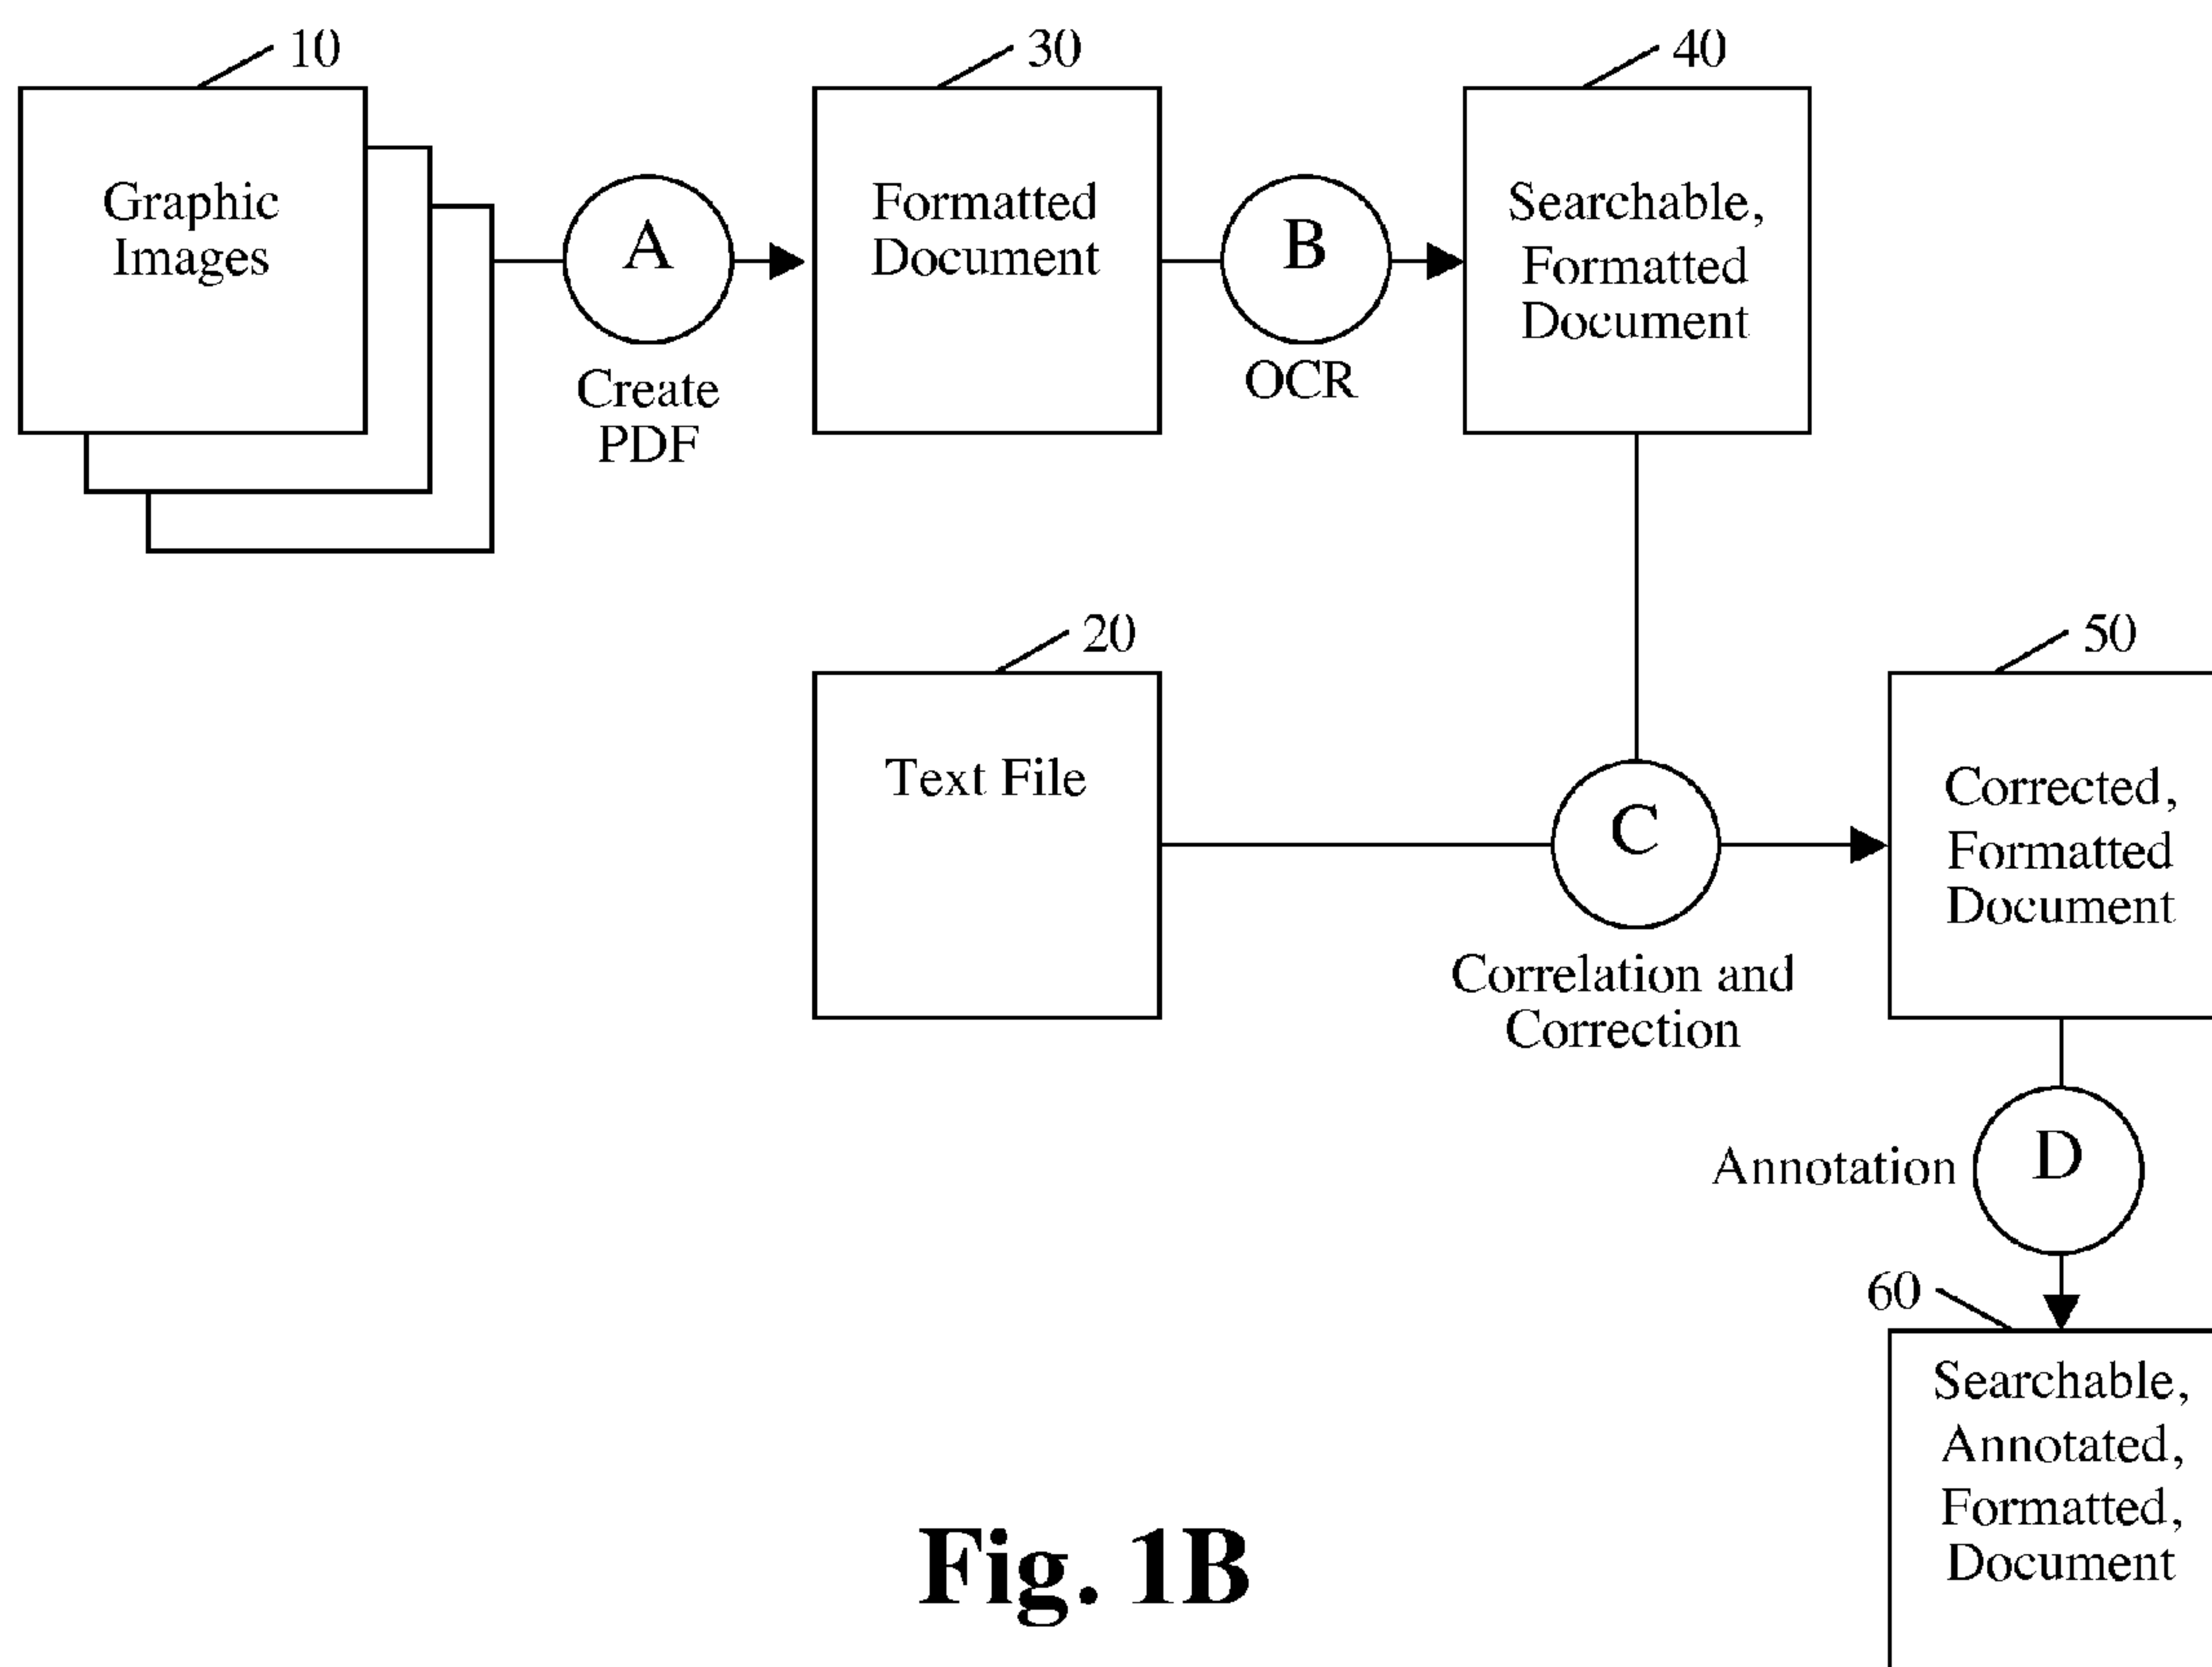 10
Graphic
Images
A
Create
PDF
30
Formatted
Document
B
OCR
40
Searchable,
Formatted
Document
20
Text File
C
Correlation and
Correction
50
Corrected,
Formatted
Document
Annotation
D
60
Searchable,
Annotated,
Formatted,
Document
Fig. 1B